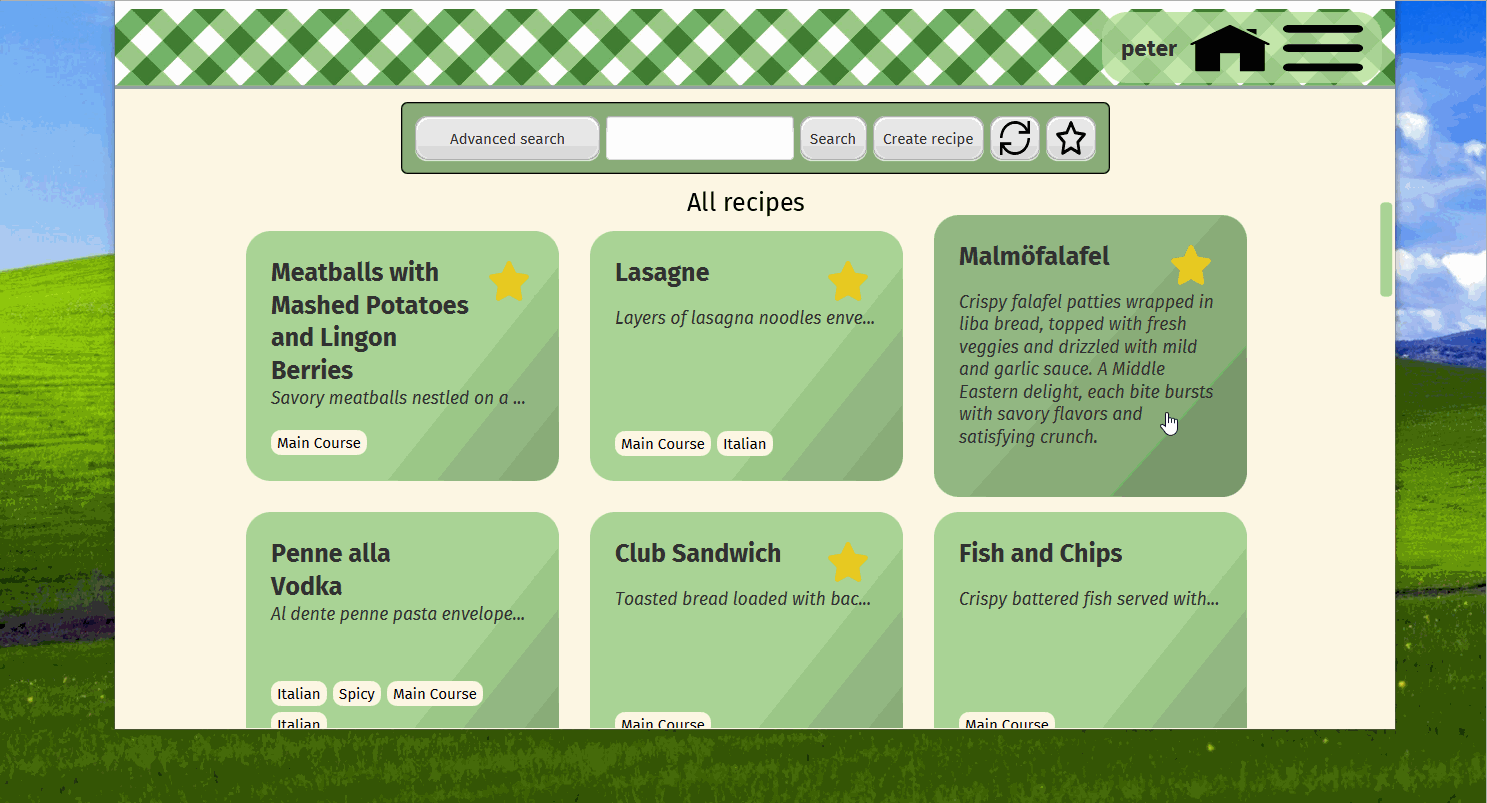 peter
Advanced search
Search
Create recipe
All recipes
Meatballs with
Mashed Potatoes
and Lingon
Berries
Savory meatballs nestled on a ...
Main Course
Lasagne
Layers of lasagna noodles enve...
Main Course
Italian
Malmöfalafel
Crispy falafel patties wrapped in
liba bread, topped with fresh
veggies and drizzled with mild
and garlic sauce. A Middle
Eastern delight, each bite bursts
with savory flavors and
satisfying crunch.
Penne alla
Vodka
Al dente penne pasta envelope...
Italian
Spicy
Main Course
Italian
Club Sandwich
Toasted bread loaded with bac...
Main Course
Fish and Chips
Crispy battered fish served with...
Main Course